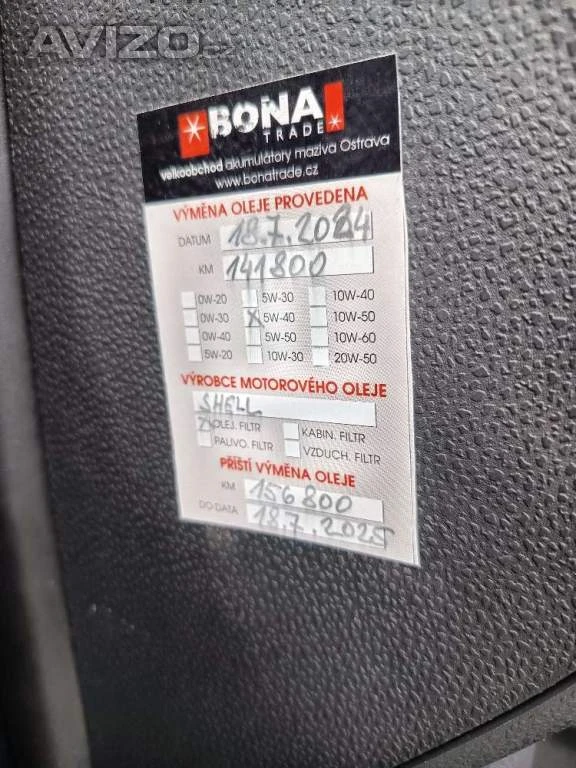 AVIZO.cz
BONA
TRADE
velkoobchod akumulátory maziva Ostrava
www.bonatrade.cz
VÝMĚNA OLEJE PROVEDENA
DATUM 18.7.2024
KM 141800
0W-20 5W-30 10W-40
0W-30 X 5W-40 10W-50
0W-40 5W-50 10W-60
5W-20 10W-30 20W-50
VÝROBCE MOTOROVÉHO OLEJE
SHELL
X OLEJ. FILTR KABIN. FILTR
PALIVO. FILTR VZDUCH. FILTR
PŘÍŠTÍ VÝMĚNA OLEJE
KM 156800
DO DATA 18.7.2025